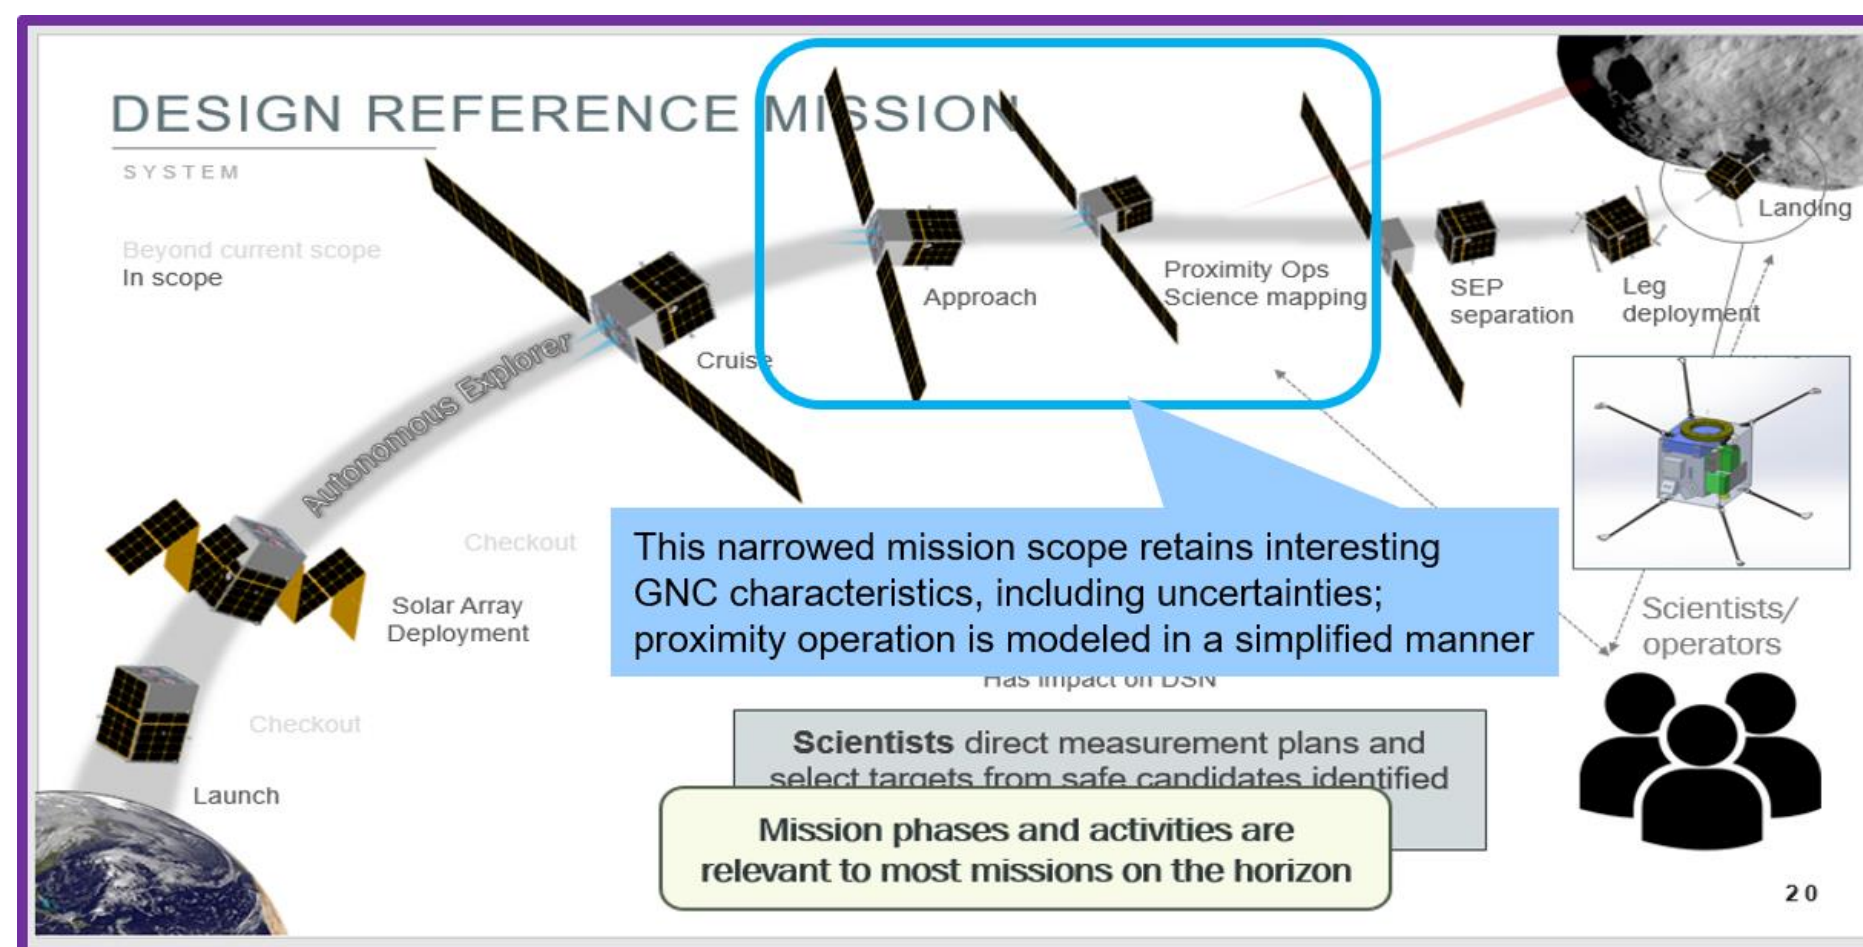 DESIGN REFERENCE MISSION
SYSTEM
Beyond current scope
In scope
Autonomous Explorer
Launch
Checkout
Solar Array
Deployment
Checkout
Cruise
Approach
Proximity Ops
Science mapping
SEP
separation
Leg
deployment
Landing
This narrowed mission scope retains interesting
GNC characteristics, including uncertainties;
proximity operation is modeled in a simplified manner
Has impact on DSN
Scientists direct measurement plans and
select targets from safe candidates identified
Mission phases and activities are
relevant to most missions on the horizon
Scientists/
operators
20